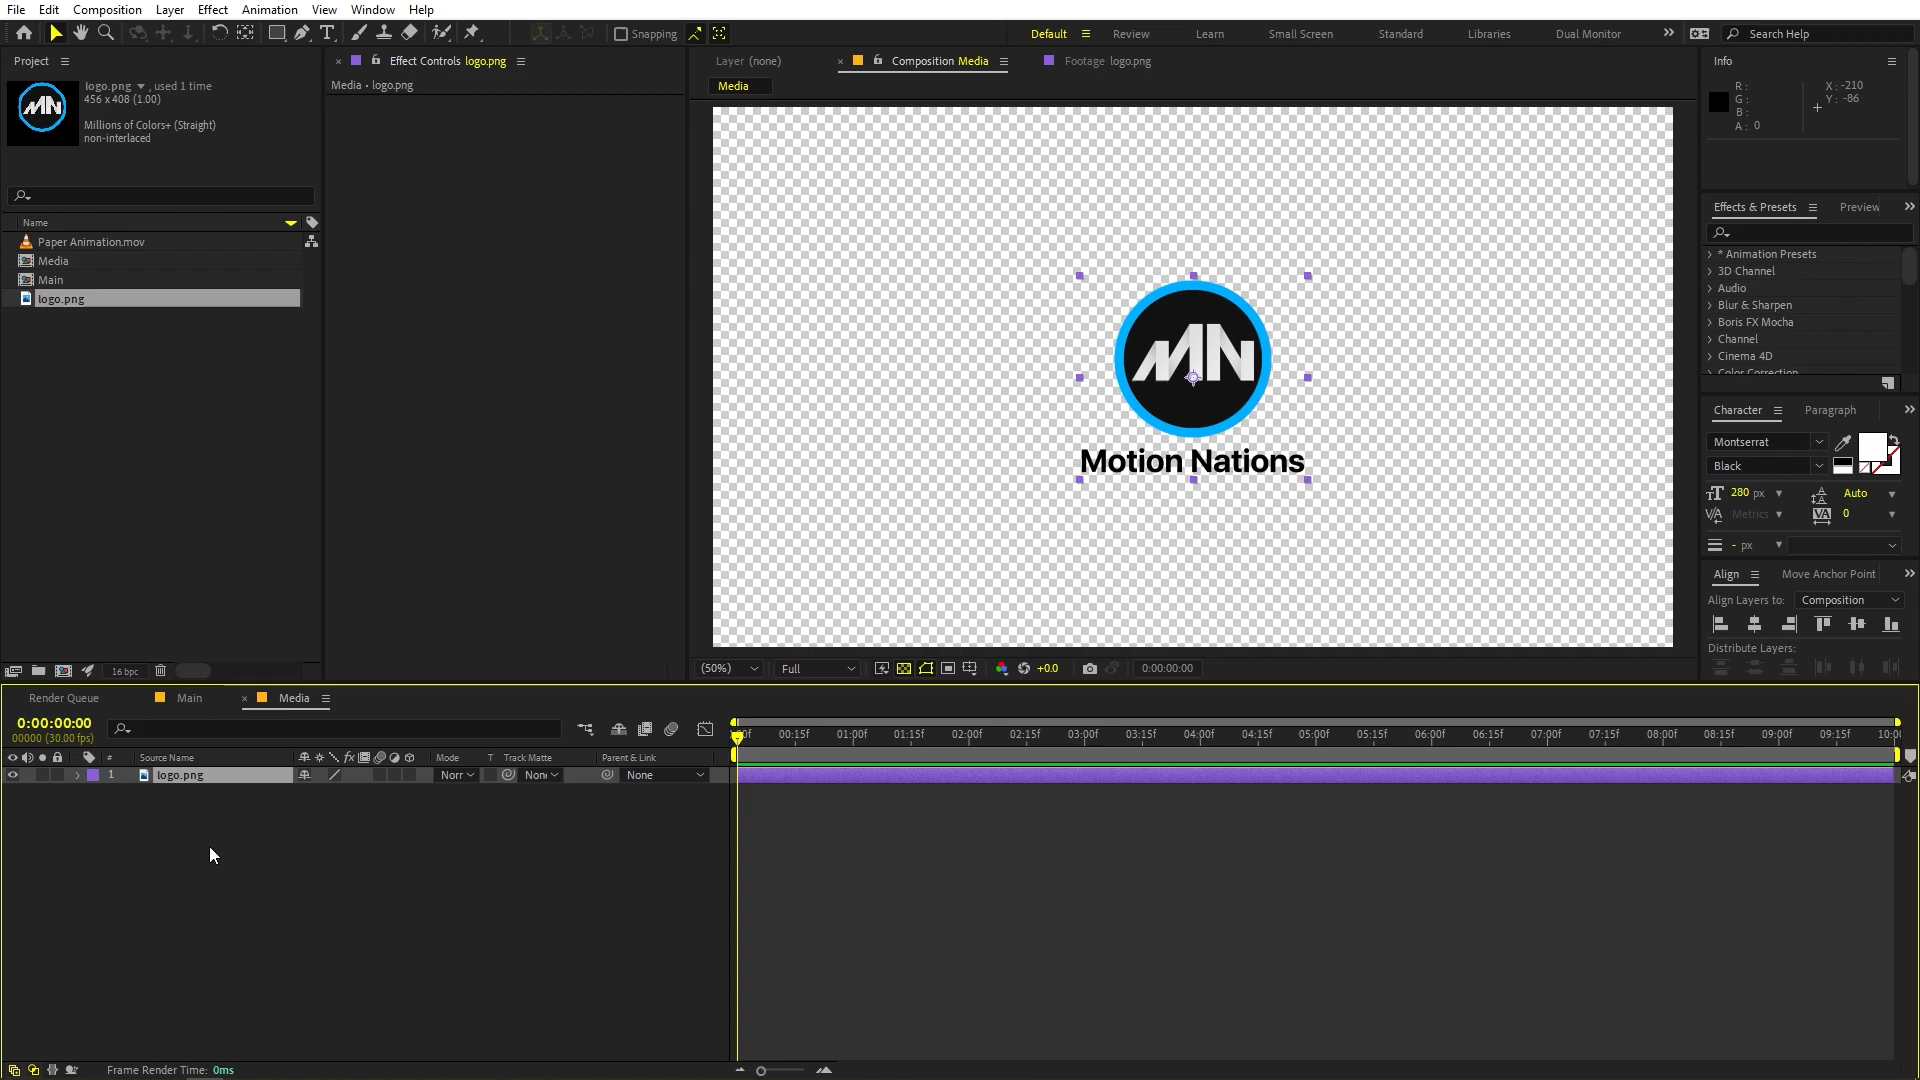 File Edit Composition Layer Effect Animation View Window Help
Snapping
Default Review Learn Small Screen Standard Libraries Dual Monitor Search Help
Project
logo.png , used 1 time
456 x 408 (1.00)
Millions of Colors+ (Straight)
non-interlaced
Name
Paper Animation.mov
Media
Main
logo.png
16 bpc
Effect Controls logo.png
Media • logo.png
Layer (none) Composition Media Footage logo.png
Media
MN
Motion Nations
(50%) Full +0.0 0:00:00:00
Info
R :
G :
B :
A : 0
X : -210
Y : -86
Effects & Presets Preview
* Animation Presets
3D Channel
Audio
Blur & Sharpen
Boris FX Mocha
Channel
Cinema 4D
Color Correction
Character Paragraph
Montserrat
Black
280 px Auto
Metrics 0
- px
Align Move Anchor Point
Align Layers to: Composition
Distribute Layers:
Render Queue Main Media
0:00:00:00
00000 (30.00 fps)
# Source Name Mode T Track Matte Parent & Link
1 logo.png Norr None None
00:15f 01:00f 01:15f 02:00f 02:15f 03:00f 03:15f 04:00f 04:15f 05:00f 05:15f 06:00f 06:15f 07:00f 07:15f 08:00f 08:15f 09:00f 09:15f 10:00
Frame Render Time: 0ms